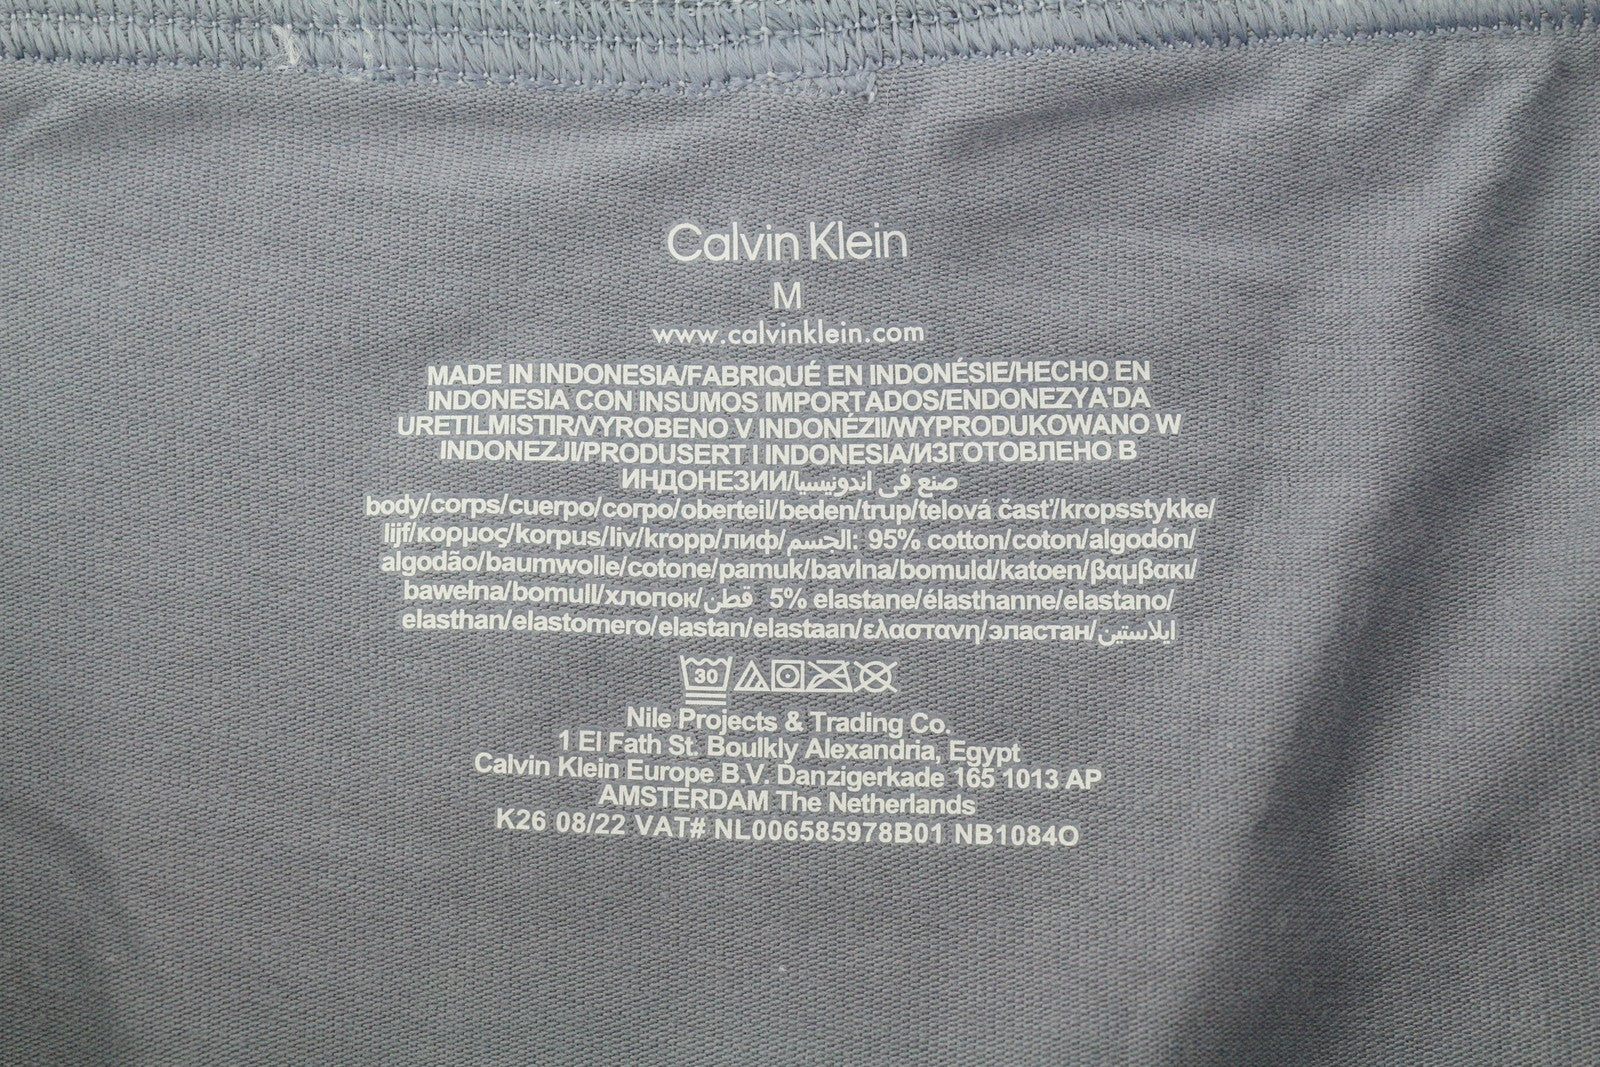 Calvin Klein
M
www.calvinklein.com
MADE IN INDONESIA/FABRIQUÉ EN INDONÉSIE/HECHO EN
INDONESIA CON INSUMOS IMPORTADOS/ENDONEZYA'DA
URETILMISTIR/VYROBENO V INDONÉZII/WYPRODUKOWANO W
INDONEZJI/PRODUSERT I INDONESIA/ИЗГОТОВЛЕНО В
ИНДОНЕЗИИ/صنع في اندونيسيا
body/corps/cuerpo/corpo/oberteil/beden/trup/telová časť/kropsstykke/
lijf/κορμος/korpus/liv/kropp/лиф/الجسم: 95% cotton/coton/algodón/
algodão/baumwolle/cotone/pamuk/bavlna/bomuld/katoen/βαμβακι/
bawełna/bomull/хлопок/قطن 5% elastane/élasthanne/elastano/
elasthan/elastomero/elastan/elastaan/ελαστανη/эластан/ايلاستين
30
Nile Projects & Trading Co.
1 El Fath St. Boulkly Alexandria, Egypt
Calvin Klein Europe B.V. Danzigerkade 165 1013 AP
AMSTERDAM The Netherlands
K26 08/22 VAT# NL006585978B01 NB1084O